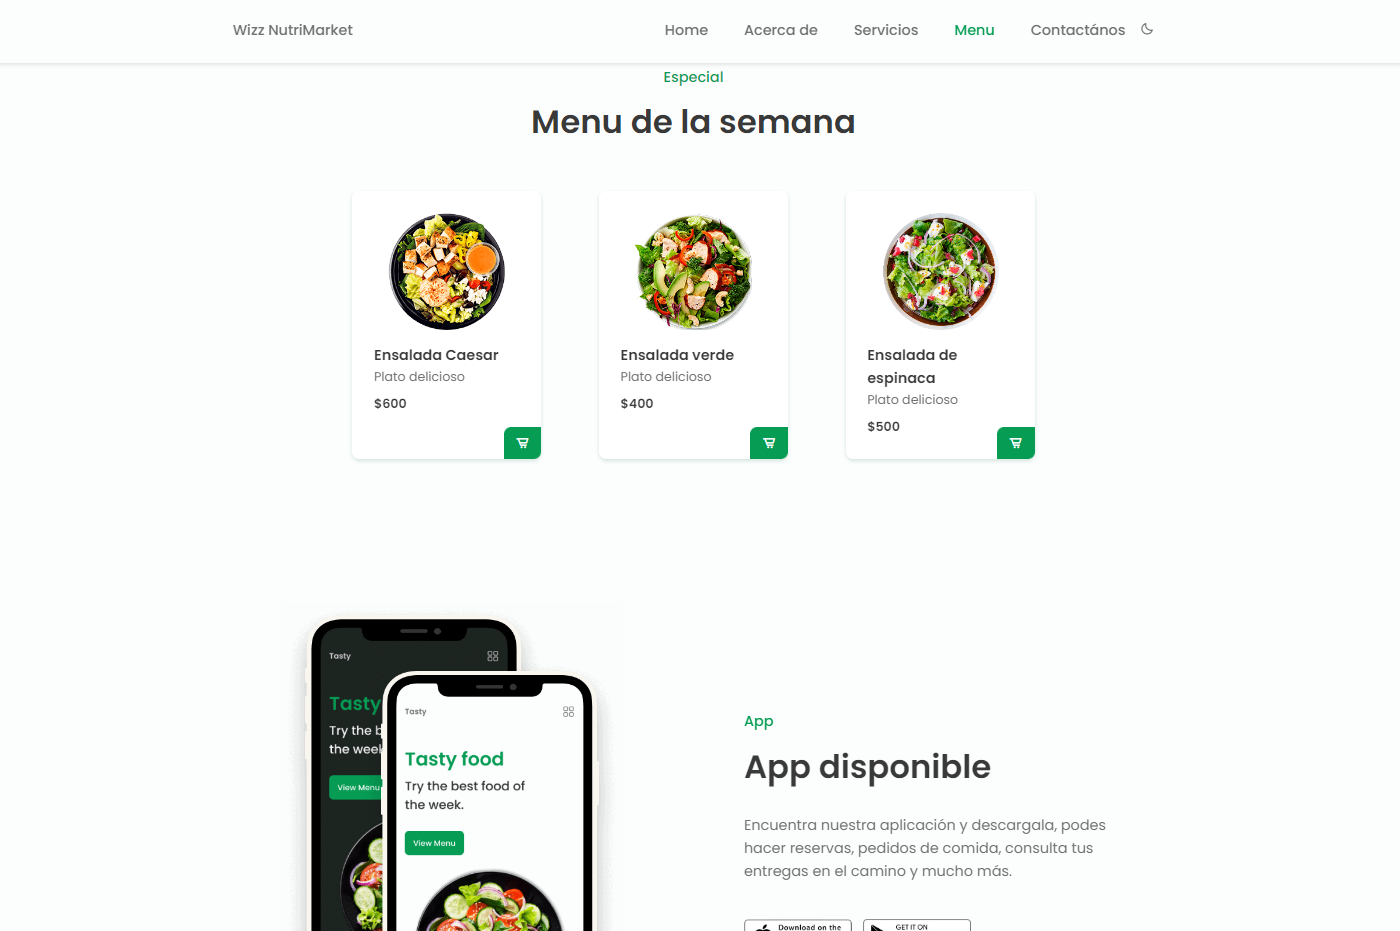 Wizz NutriMarket
Home
Acerca de
Servicios
Menu
Contactános
Especial
Menu de la semana
Ensalada Caesar
Plato delicioso
$600
Ensalada verde
Plato delicioso
$400
Ensalada de
espinaca
Plato delicioso
$500
Tasty
Tasty
Try the b
the week
View Menu
Tasty
Tasty food
Try the best food of
the week.
View Menu
App
App disponible
Encuentra nuestra aplicación y descargala, podes
hacer reservas, pedidos de comida, consulta tus
entregas en el camino y mucho más.
Download on the
GET IT ON